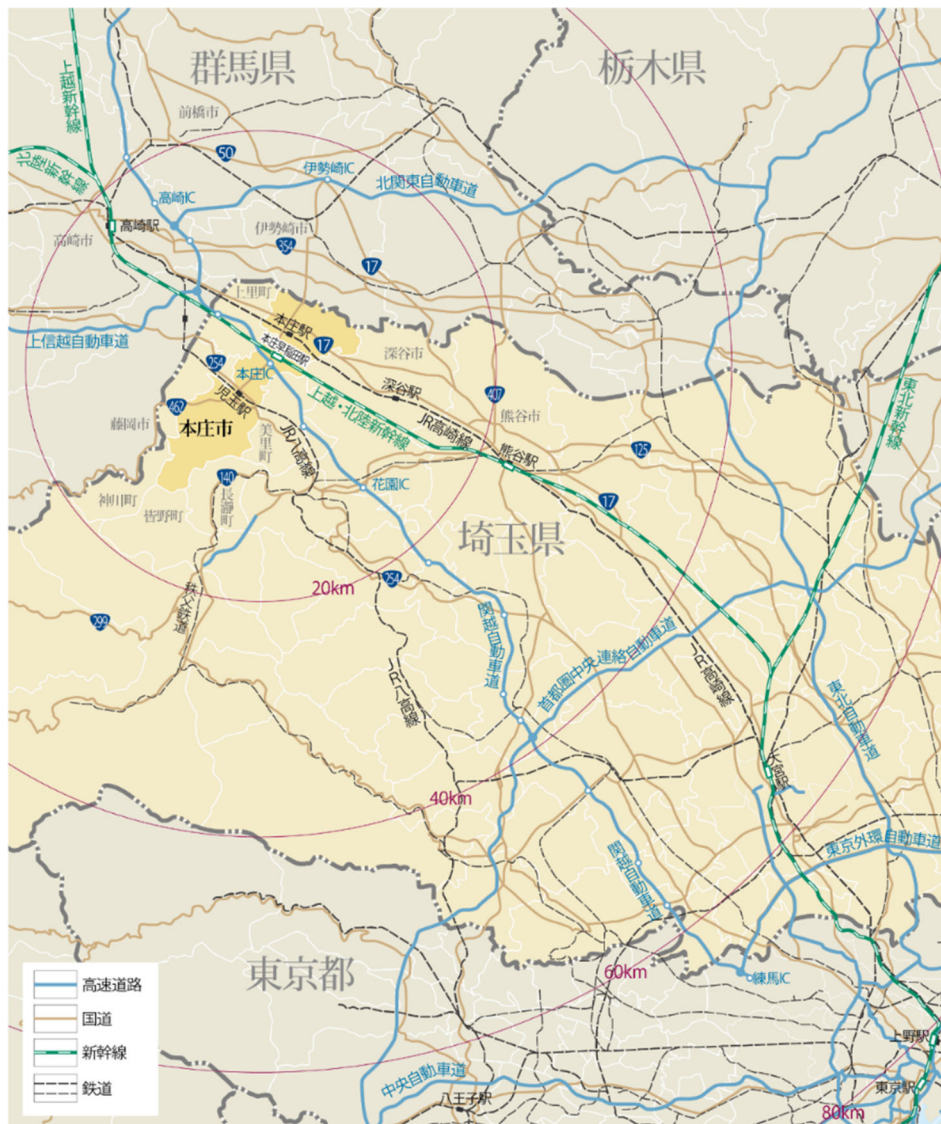 群馬県
栃木県
上越新幹線
前橋市
50
北陸新幹線
伊勢崎IC
北関東自動車道
高崎IC
高崎駅
高崎市
伊勢崎市
354
17
上里町
上信越自動車道
本庄駅
17
本庄早稲田駅
深谷市
254
本庄IC
深谷駅
407
児玉駅
462
上越・北陸新幹線
JR高崎線
熊谷市
東北新幹線
藤岡市
本庄市
美里町
JR八高線
熊谷駅
125
140
花園IC
神川町
長瀞町
皆野町
17
埼玉県
254
20km
299
秩父鉄道
関越自動車道
首都圏中央連絡自動車道
JR八高線
JR高崎線
東北自動車道
大宮駅
40km
関越自動車道
東京外環自動車道
東京都
60km
練馬IC
高速道路
国道
新幹線
鉄道
上野駅
中央自動車道
東京駅
八王子駅
80km